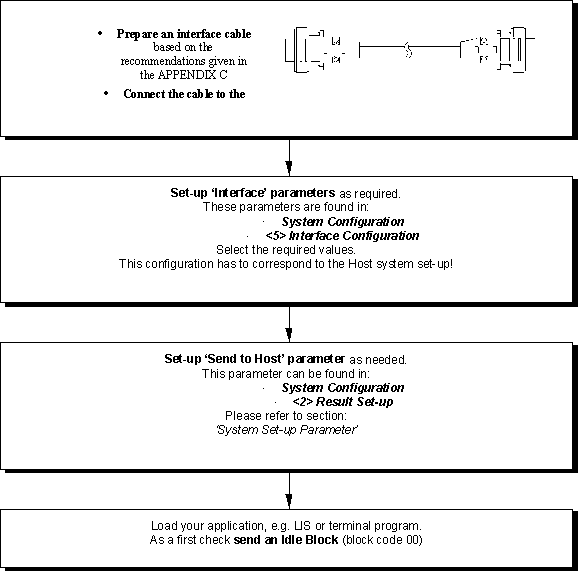 • Prepare an interface cable
based on the
recommendations given in
the APPENDIX C
• Connect the cable to the
Set-up ‘Interface’ parameters as required.
These parameters are found in:
· System Configuration
· <5> Interface Configuration
Select the required values.
This configuration has to correspond to the Host system set-up!
Set-up ‘Send to Host’ parameter as needed.
This parameter can be found in:
· System Configuration
· <2> Result Set-up
Please refer to section:
‘System Set-up Parameter’
Load your application, e.g. LIS or terminal program.
As a first check send an Idle Block (block code 00)